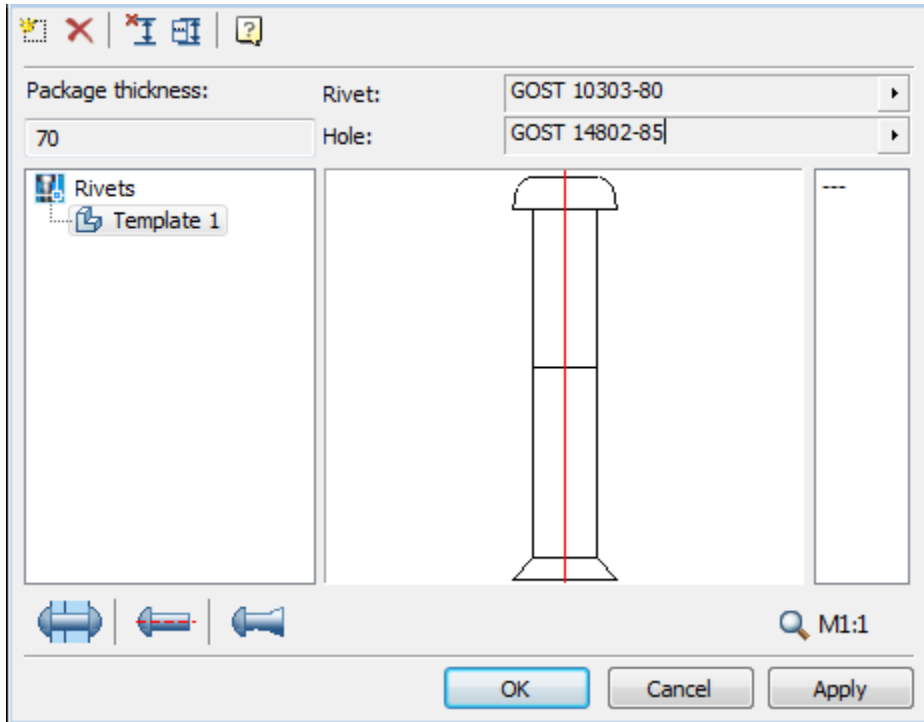 Package thickness:
Rivet:
GOST 10303-80
70
Hole:
GOST 14802-85
Rivets
Template 1
---
M1:1
OK
Cancel
Apply